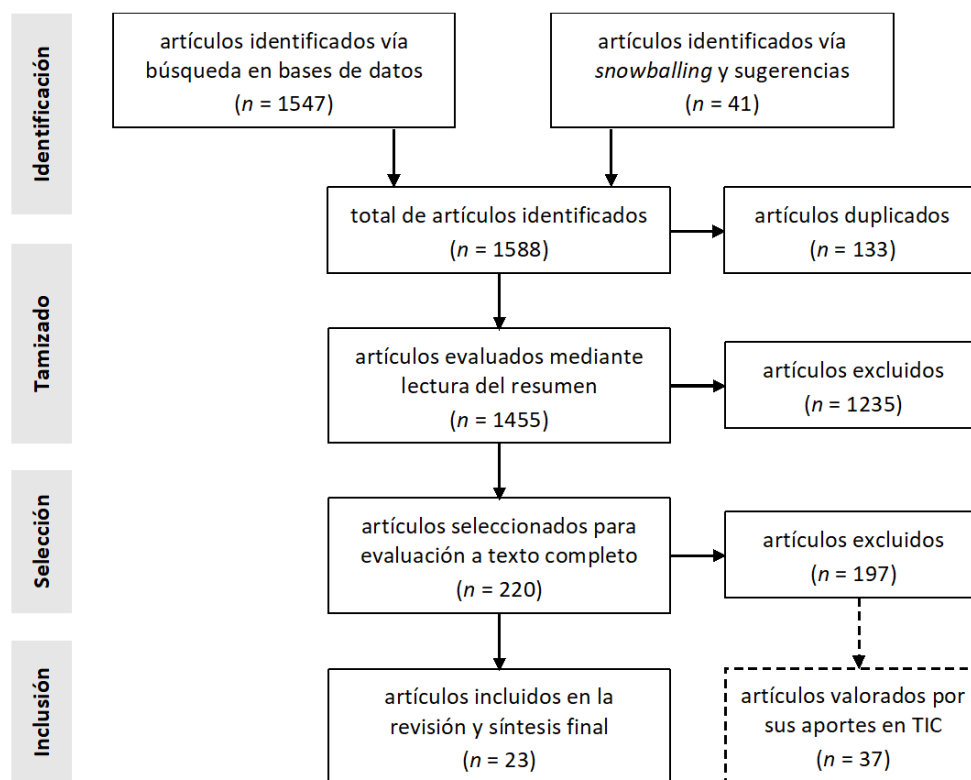 Identificación
artículos identificados vía
búsqueda en bases de datos
(n = 1547)
artículos identificados vía
snowballing y sugerencias
(n = 41)
total de artículos identificados
(n = 1588)
artículos duplicados
(n = 133)
Tamizado
artículos evaluados mediante
lectura del resumen
(n = 1455)
artículos excluidos
(n = 1235)
Selección
artículos seleccionados para
evaluación a texto completo
(n = 220)
artículos excluidos
(n = 197)
Inclusión
artículos incluidos en la
revisión y síntesis final
(n = 23)
artículos valorados por
sus aportes en TIC
(n = 37)